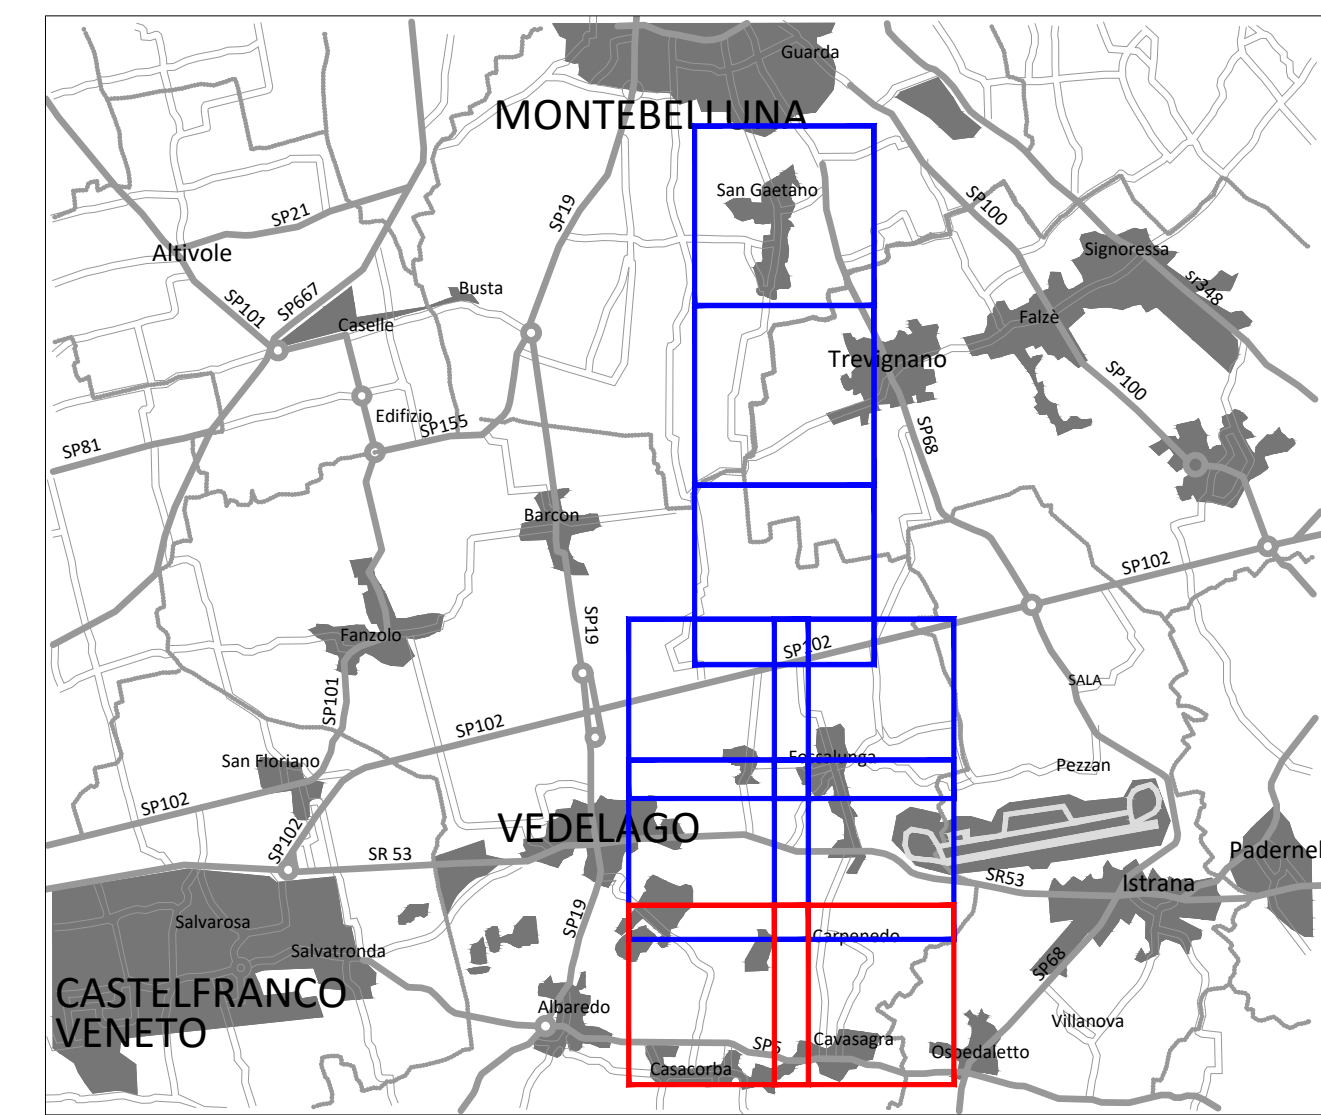 Guarda
MONTEBELLUNA
San Gaetano
SP100
SP21
SP19
Altivole
Signoressa
sr348
SP101
SP667
Busta
Caselle
Falzè
Trevignano
SP100
Edifizio
SP155
SP81
SP68
Barcon
SP102
SP19
Fanzolo
SP102
SALA
SP101
SP102
San Floriano
Fossalunga
Pezzan
SP102
VEDELAGO
SP102
SR 53
Padernel
SR53
Istrana
Salvarosa
SP19
Carpenedo
Salvatronda
SP68
CASTELFRANCO
VENETO
Albaredo
Villanova
Cavasagra
SP5
Ospedaletto
Casacorba